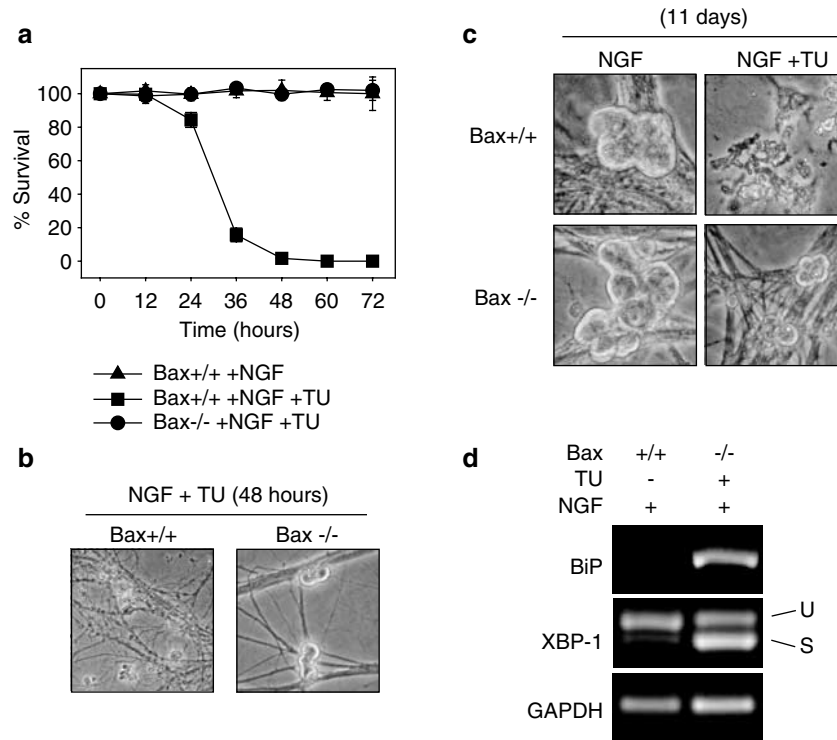 a
% Survival
100
80
60
40
20
0
0 12 24 36 48 60 72
Time (hours)
Bax+/+ +NGF
Bax+/+ +NGF +TU
Bax-/- +NGF +TU
b
NGF + TU (48 hours)
Bax+/+ Bax -/-
c
(11 days)
NGF NGF +TU
Bax+/+
Bax -/-
d
Bax +/+ -/-
TU - +
NGF + +
BiP
XBP-1
U
S
GAPDH